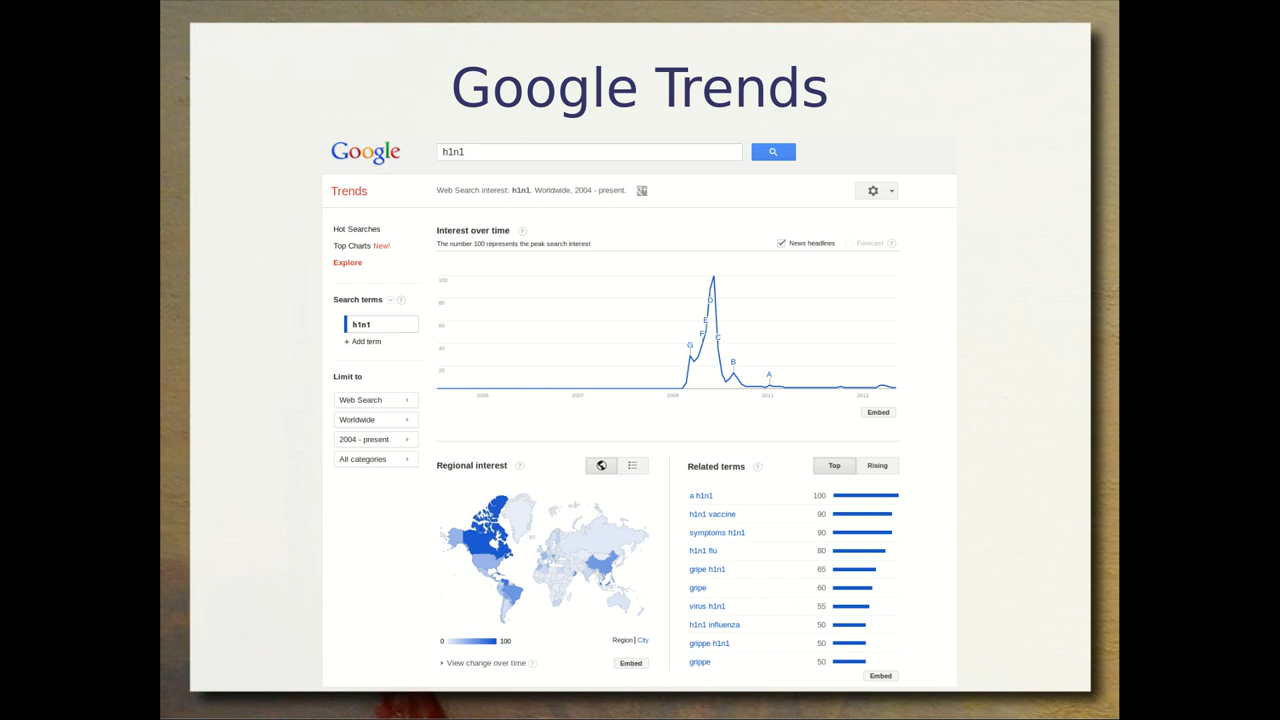 Google Trends
Google
h1n1
Trends
Web Search interest: h1n1. Worldwide, 2004 - present.
Hot Searches
Top Charts New!
Explore
Search terms ?
h1n1
+ Add term
Limit to
Web Search
Worldwide
2004 - present
All categories
Interest over time ?
The number 100 represents the peak search interest
News headlines
Forecast ?
100
80
60
40
20
D
E
F
C
G
B
A
2005
2007
2009
2011
2013
Embed
Regional interest ?
0
100
Region | City
View change over time ?
Embed
Related terms ?
Top
Rising
a h1n1 100
h1n1 vaccine 90
symptoms h1n1 90
h1n1 flu 80
gripe h1n1 65
gripe 60
virus h1n1 55
h1n1 influenza 50
grippe h1n1 50
grippe 50
Embed